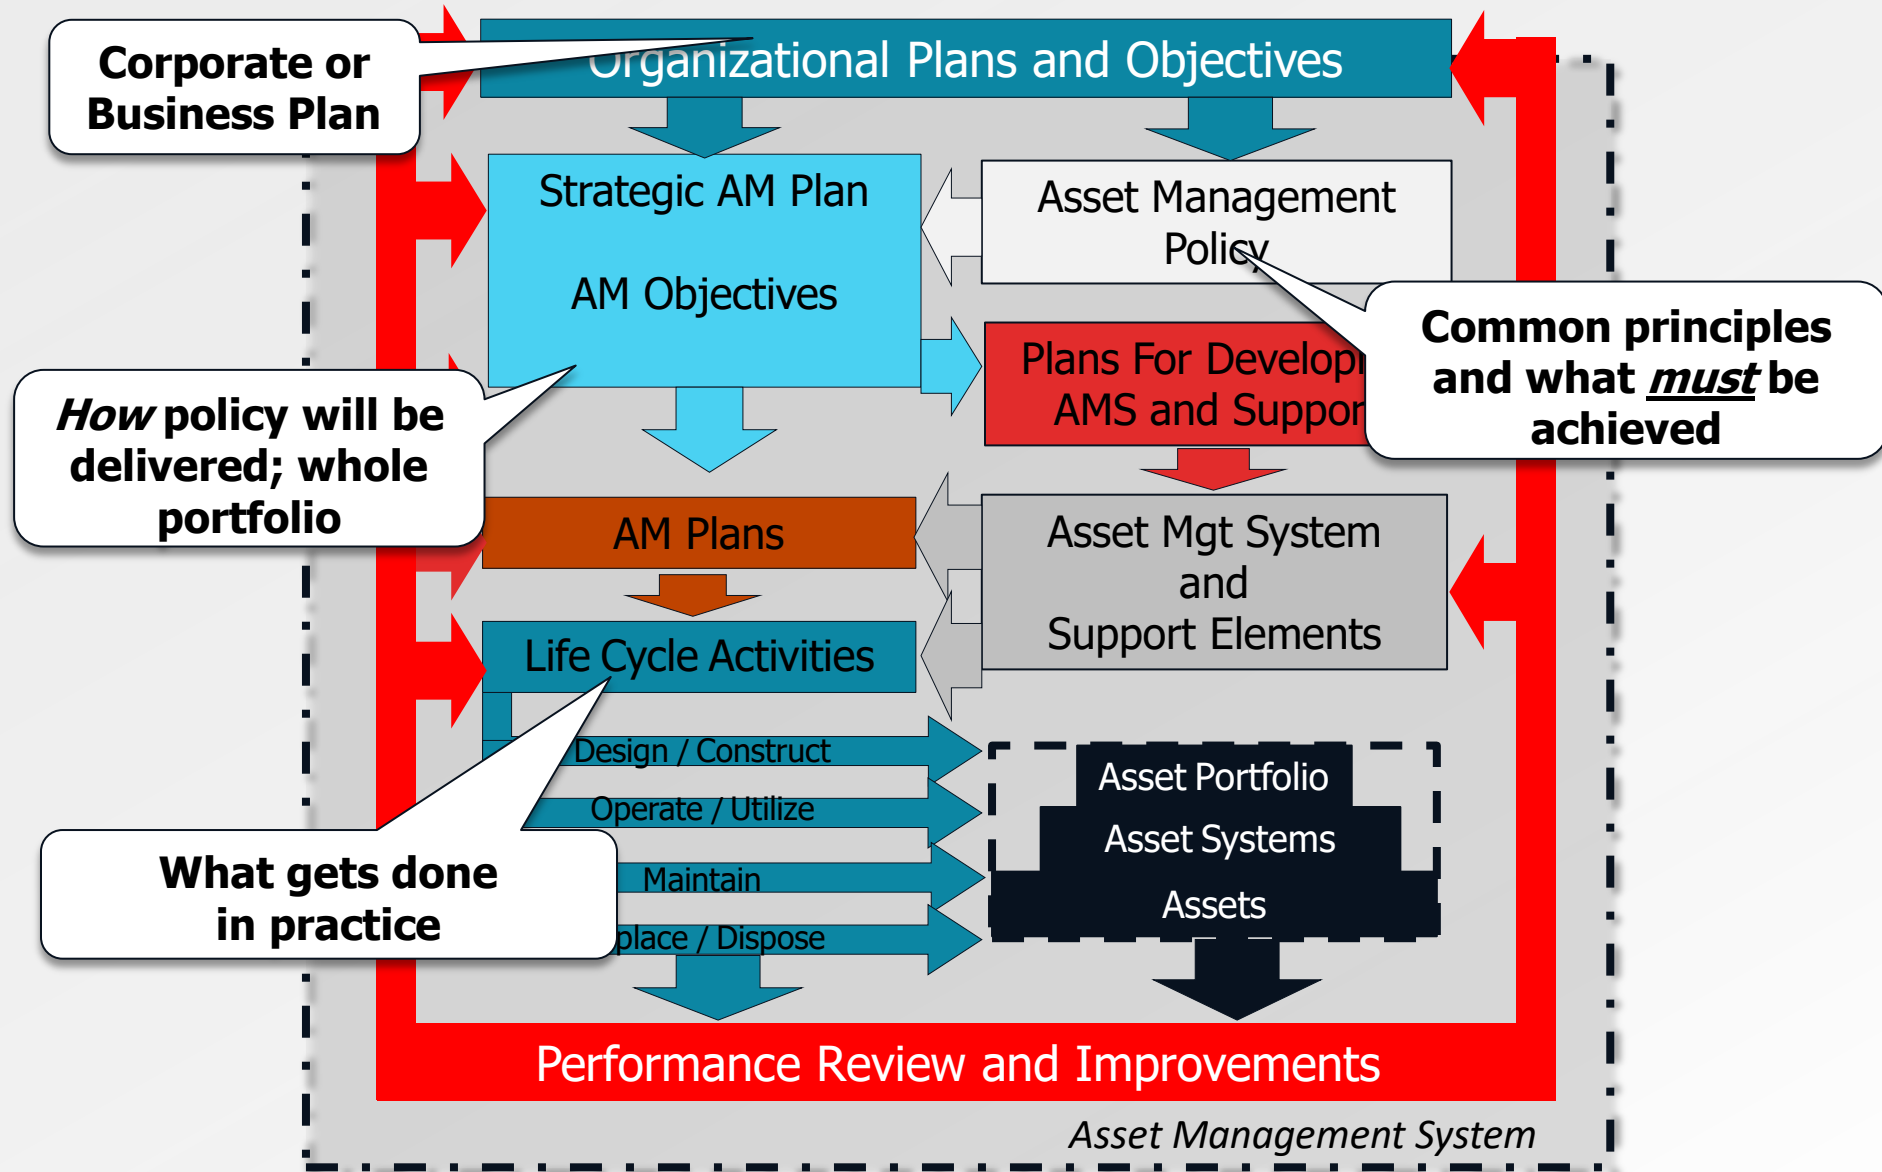 Corporate or
Business Plan
Organizational Plans and Objectives
Strategic AM Plan
AM Objectives
Asset Management
Policy
Common principles
and what must be
achieved
Plans For
AMS and
How policy will be
delivered; whole
portfolio
AM Plans
Asset Mgt System
and
Support Elements
Life Cycle Activities
Design / Construct
Operate / Utilize
Maintain
/ Dispose
What gets done
in practice
Asset Portfolio
Asset Systems
Assets
Performance Review and Improvements
Asset Management System